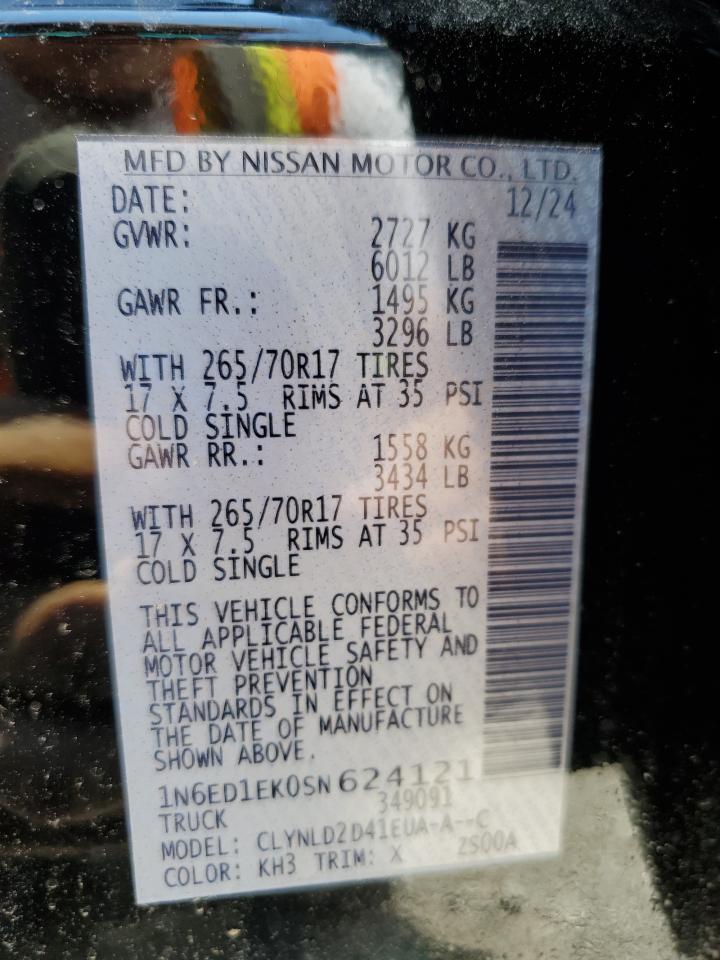 MFD BY NISSAN MOTOR CO., LTD.
DATE: 12/24
GVWR: 2727 KG
6012 LB
GAWR FR.: 1495 KG
3296 LB
WITH 265/70R17 TIRES
17 X 7.5 RIMS AT 35 PSI
COLD SINGLE
GAWR RR.: 1558 KG
3434 LB
WITH 265/70R17 TIRES
17 X 7.5 RIMS AT 35 PSI
COLD SINGLE
THIS VEHICLE CONFORMS TO
ALL APPLICABLE FEDERAL
MOTOR VEHICLE SAFETY AND
THEFT PREVENTION
STANDARDS IN EFFECT ON
THE DATE OF MANUFACTURE
SHOWN ABOVE.
1N6ED1EK0SN624121
TRUCK 349091
MODEL: CLYNLD2D41EUA-A--C
COLOR: KH3 TRIM: X 2S00A